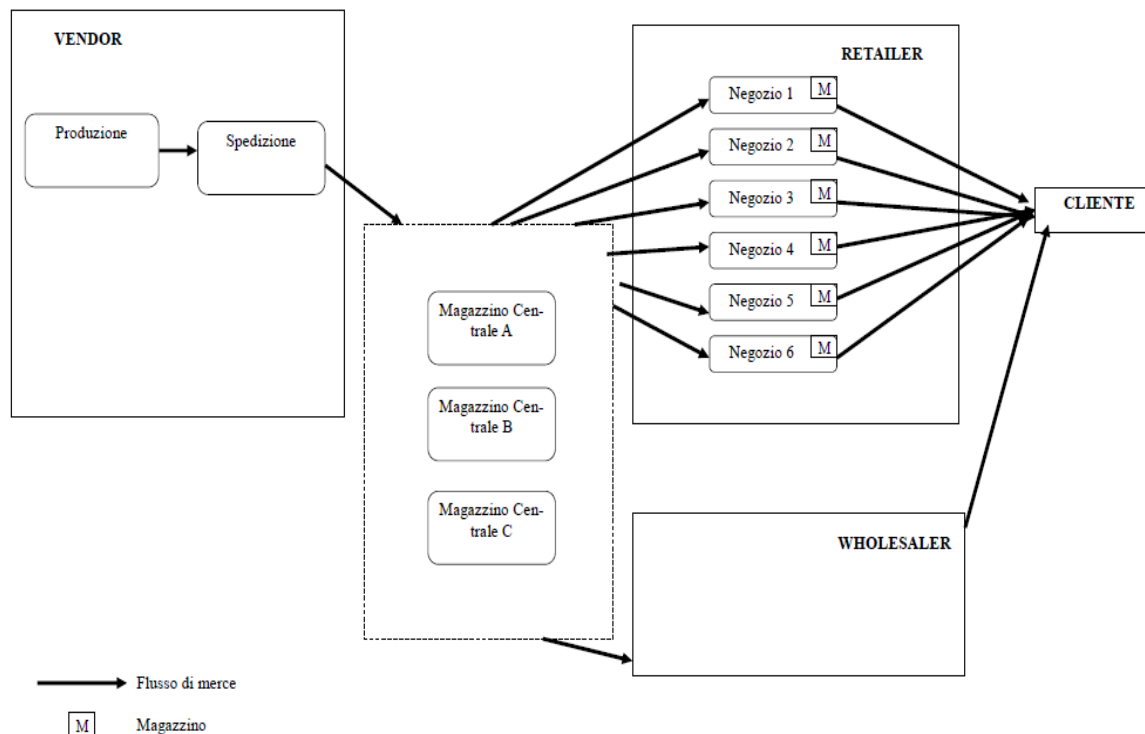 VENDOR
Produzione
Spedizione
RETAILER
Negozio 1
M
Negozio 2
M
Negozio 3
M
Negozio 4
M
Negozio 5
M
Negozio 6
M
CLIENTE
Magazzino Cen-
trale A
Magazzino Cen-
trale B
Magazzino Cen-
trale C
WHOLESALER
Flusso di merce
M
Magazzino